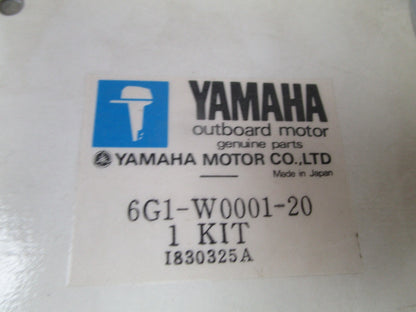 YAMAHA
outboard motor
genuine parts
YAMAHA MOTOR CO.,LTD
Made in Japan
6G1-W0001-20
1 KIT
I830325A